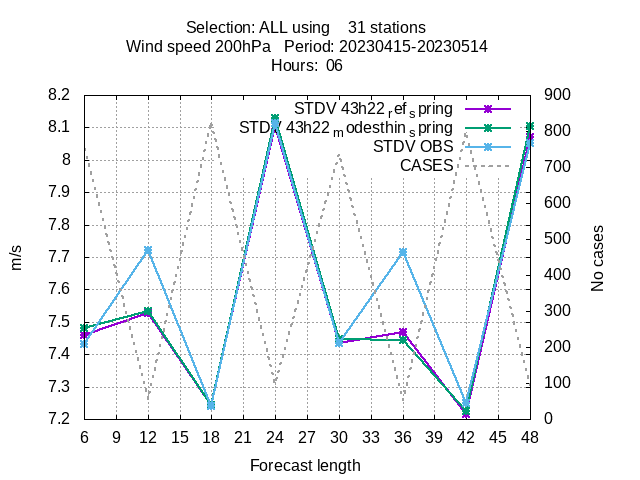 Selection: ALL using    31 stations
Wind speed 200hPa   Period: 20230415-20230514
Hours:  06
8.2
8.1
8
7.9
7.8
7.7
7.6
7.5
7.4
7.3
7.2
m/s
STDV 43h22_ref_spring
STDV 43h22_modesthin_spring
STDV OBS
CASES
900
800
700
600
500
400
300
200
100
0
No cases
6 9 12 15 18 21 24 27 30 33 36 39 42 45 48
Forecast length